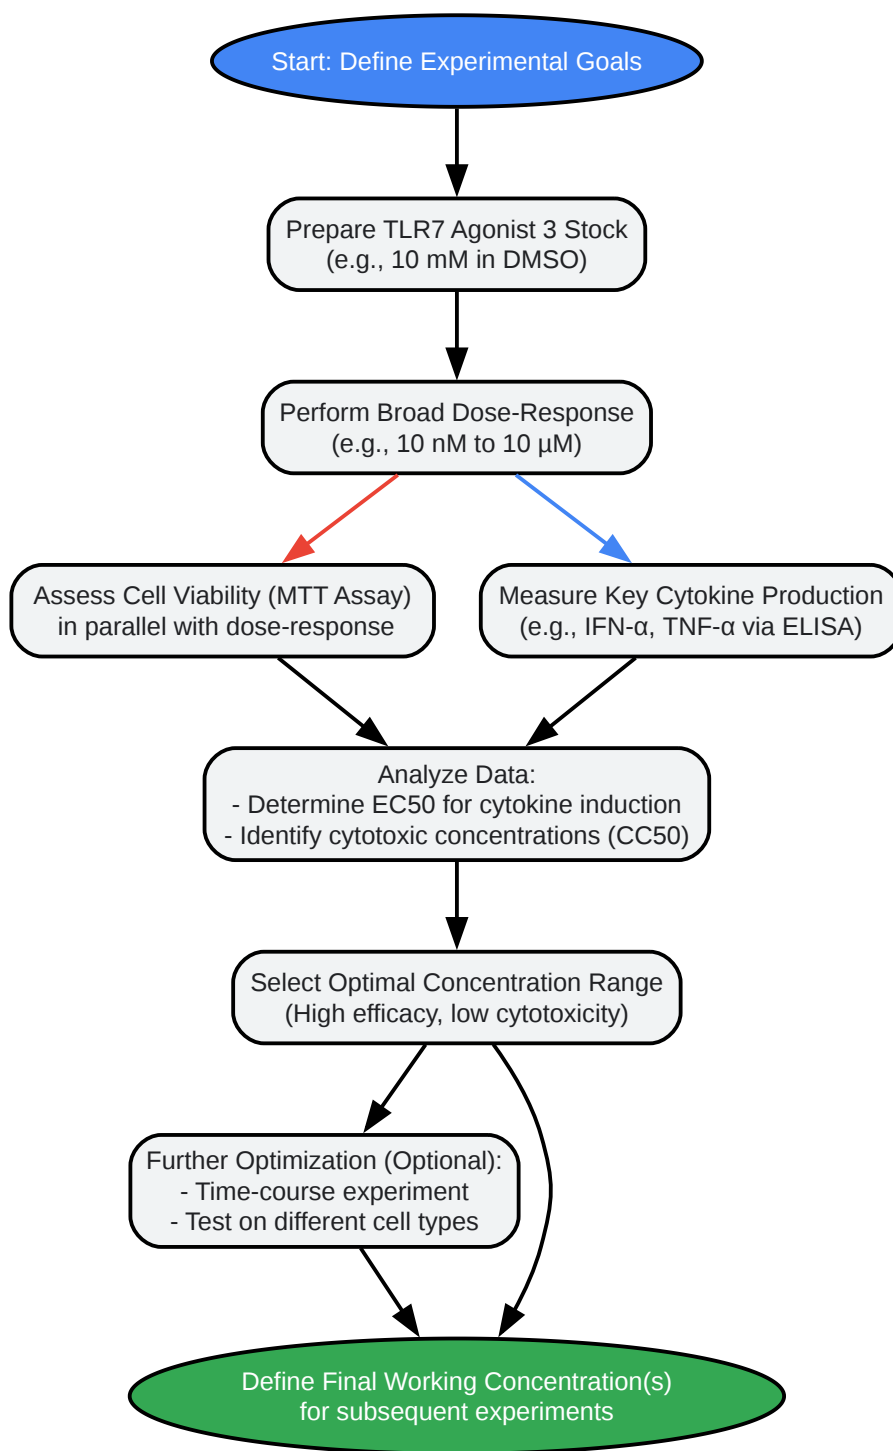 Start: Define Experimental Goals
Prepare TLR7 Agonist 3 Stock
(e.g., 10 mM in DMSO)
Perform Broad Dose-Response
(e.g., 10 nM to 10 µM)
Assess Cell Viability (MTT Assay)
in parallel with dose-response
Measure Key Cytokine Production
(e.g., IFN-α, TNF-α via ELISA)
Analyze Data:
- Determine EC50 for cytokine induction
- Identify cytotoxic concentrations (CC50)
Select Optimal Concentration Range
(High efficacy, low cytotoxicity)
Further Optimization (Optional):
- Time-course experiment
- Test on different cell types
Define Final Working Concentration(s)
for subsequent experiments